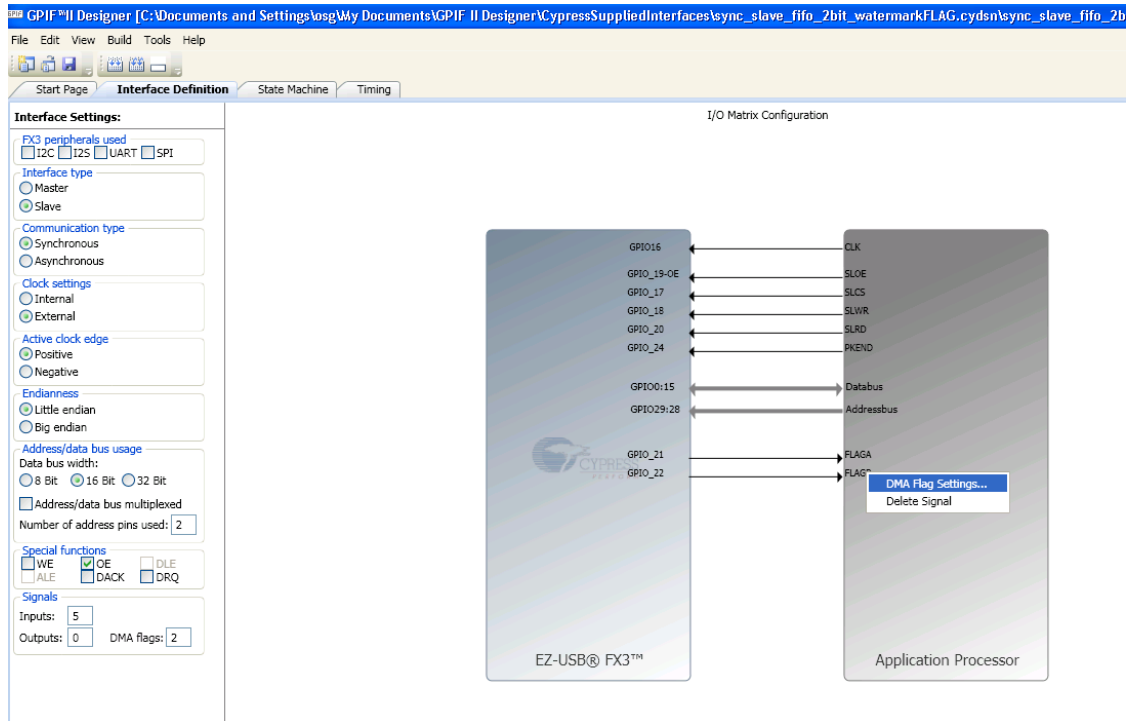 GPIF™II Designer [C:\Documents and Settings\osg\My Documents\GPIF II Designer\CypressSuppliedInterfaces\sync_slave_fifo_2bit_watermarkFLAG.cydsn\sync_slave_fifo_2b
File Edit View Build Tools Help
Start Page Interface Definition State Machine Timing
Interface Settings:
I/O Matrix Configuration
FX3 peripherals used
I2C I2S UART SPI
Interface type
Master
Slave
Communication type
Synchronous
Asynchronous
Clock settings
Internal
External
Active clock edge
Positive
Negative
Endianness
Little endian
Big endian
Address/data bus usage
Data bus width:
8 Bit 16 Bit 32 Bit
Address/data bus multiplexed
Number of address pins used: 2
Special functions
WE OE DLE
ALE DACK DRQ
Signals
Inputs: 5
Outputs: 0 DMA flags: 2
GPIO16 CLK
GPIO_19-OE SLOE
GPIO_17 SLCS
GPIO_18 SLWR
GPIO_20 SLRD
GPIO_24 PKEND
GPIO0:15 Databus
GPIO29:28 Addressbus
GPIO_21 FLAGA
CYPRESS
GPIO_22
DMA Flag Settings...
Delete Signal
EZ-USB® FX3™ Application Processor